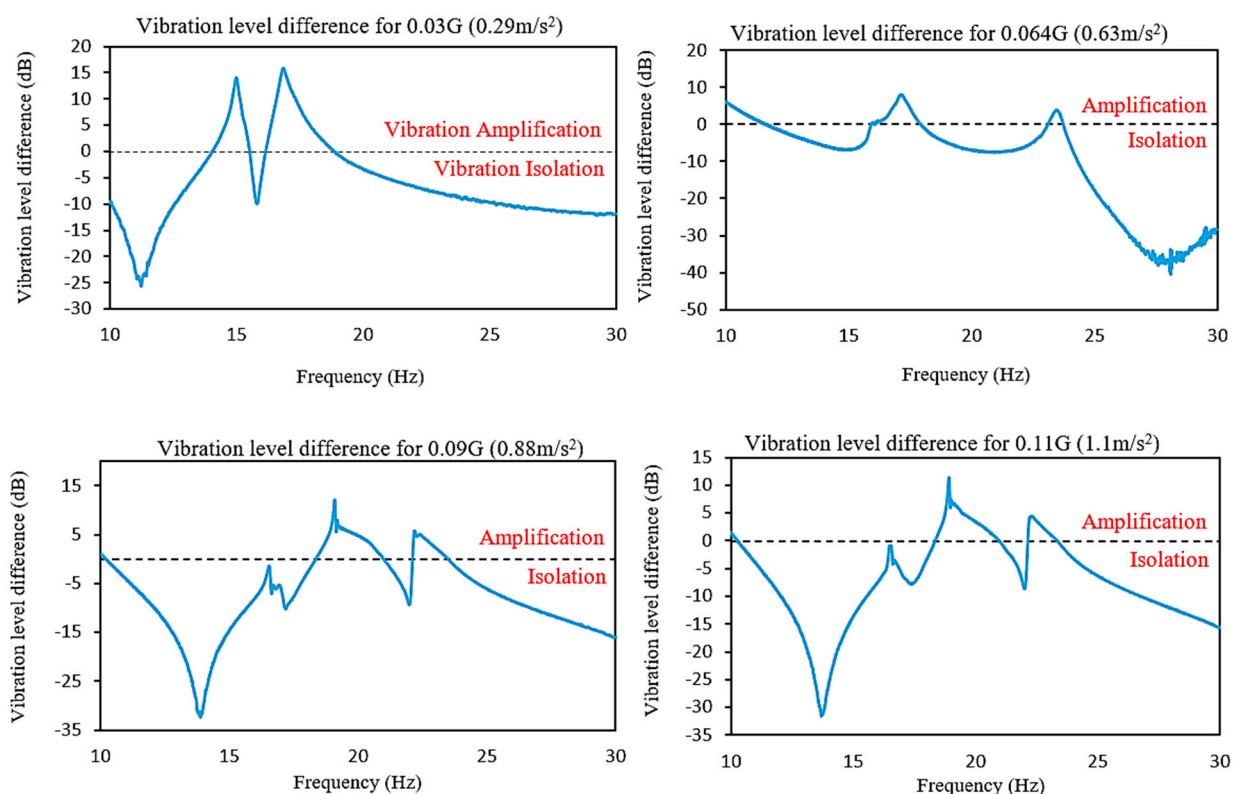 Vibration level difference for 0.03G (0.29m/s²)
Vibration level difference (dB)
20
15
10
5
0
-5
-10
-15
-20
-25
-30
Vibration Amplification
Vibration Isolation
10 15 20 25 30
Frequency (Hz)
Vibration level difference for 0.064G (0.63m/s²)
Vibration level difference (dB)
20
10
0
-10
-20
-30
-40
-50
Amplification
Isolation
10 15 20 25 30
Frequency (Hz)
Vibration level difference for 0.09G (0.88m/s²)
Vibration level difference (dB)
15
5
-5
-15
-25
-35
Amplification
Isolation
10 15 20 25 30
Frequency (Hz)
Vibration level difference for 0.11G (1.1m/s²)
Vibration level difference (dB)
15
10
5
0
-5
-10
-15
-20
-25
-30
-35
Amplification
Isolation
10 15 20 25 30
Frequency (Hz)